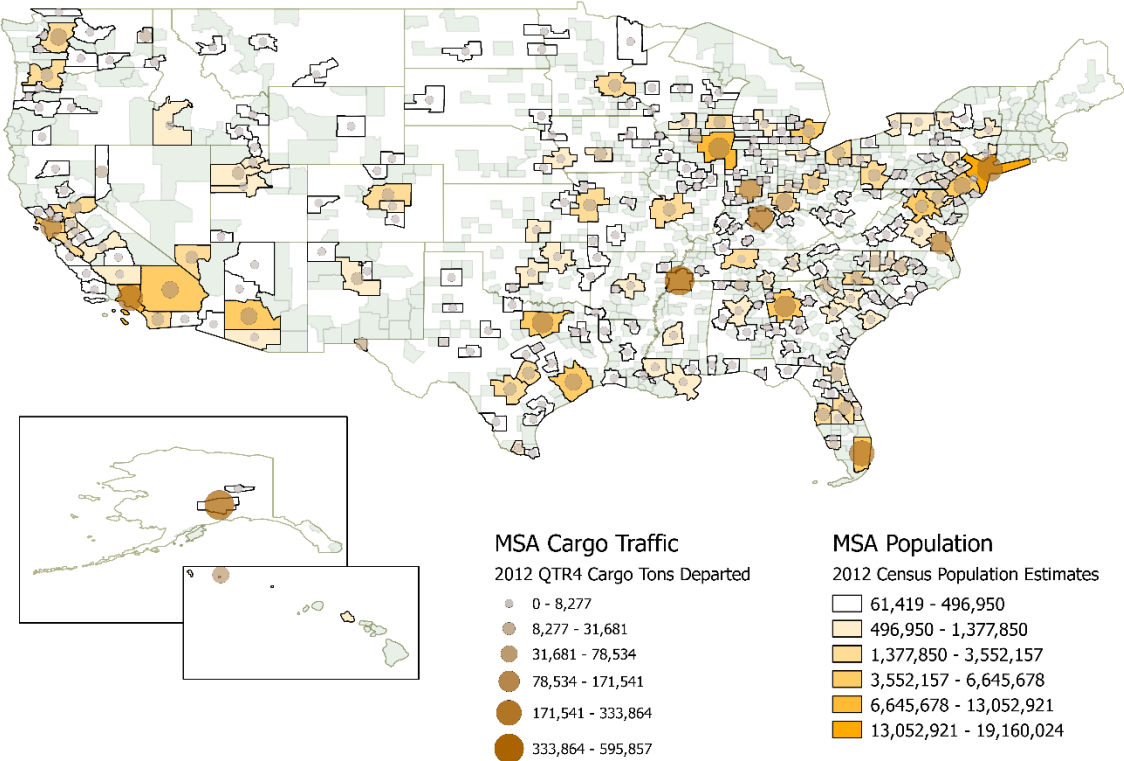 MSA Cargo Traffic
2012 QTR4 Cargo Tons Departed
0 - 8,277
8,277 - 31,681
31,681 - 78,534
78,534 - 171,541
171,541 - 333,864
333,864 - 595,857
MSA Population
2012 Census Population Estimates
61,419 - 496,950
496,950 - 1,377,850
1,377,850 - 3,552,157
3,552,157 - 6,645,678
6,645,678 - 13,052,921
13,052,921 - 19,160,024